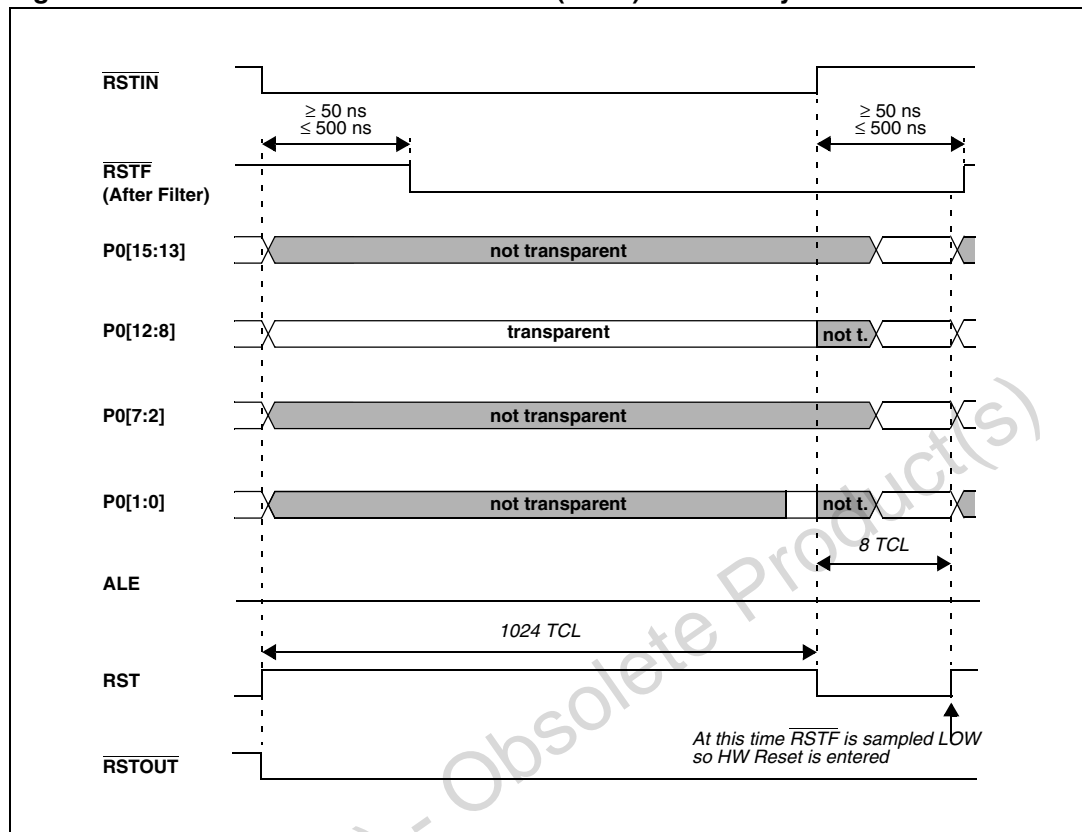 RSTIN
≥ 50 ns
≤ 500 ns
≥ 50 ns
≤ 500 ns
RSTF
(After Filter)
P0[15:13]
not transparent
P0[12:8]
transparent
not t.
P0[7:2]
not transparent
P0[1:0]
not transparent
not t.
8 TCL
ALE
1024 TCL
RST
At this time RSTF is sampled LOW
so HW Reset is entered
RSTOUT
- Obsolete Product(s)